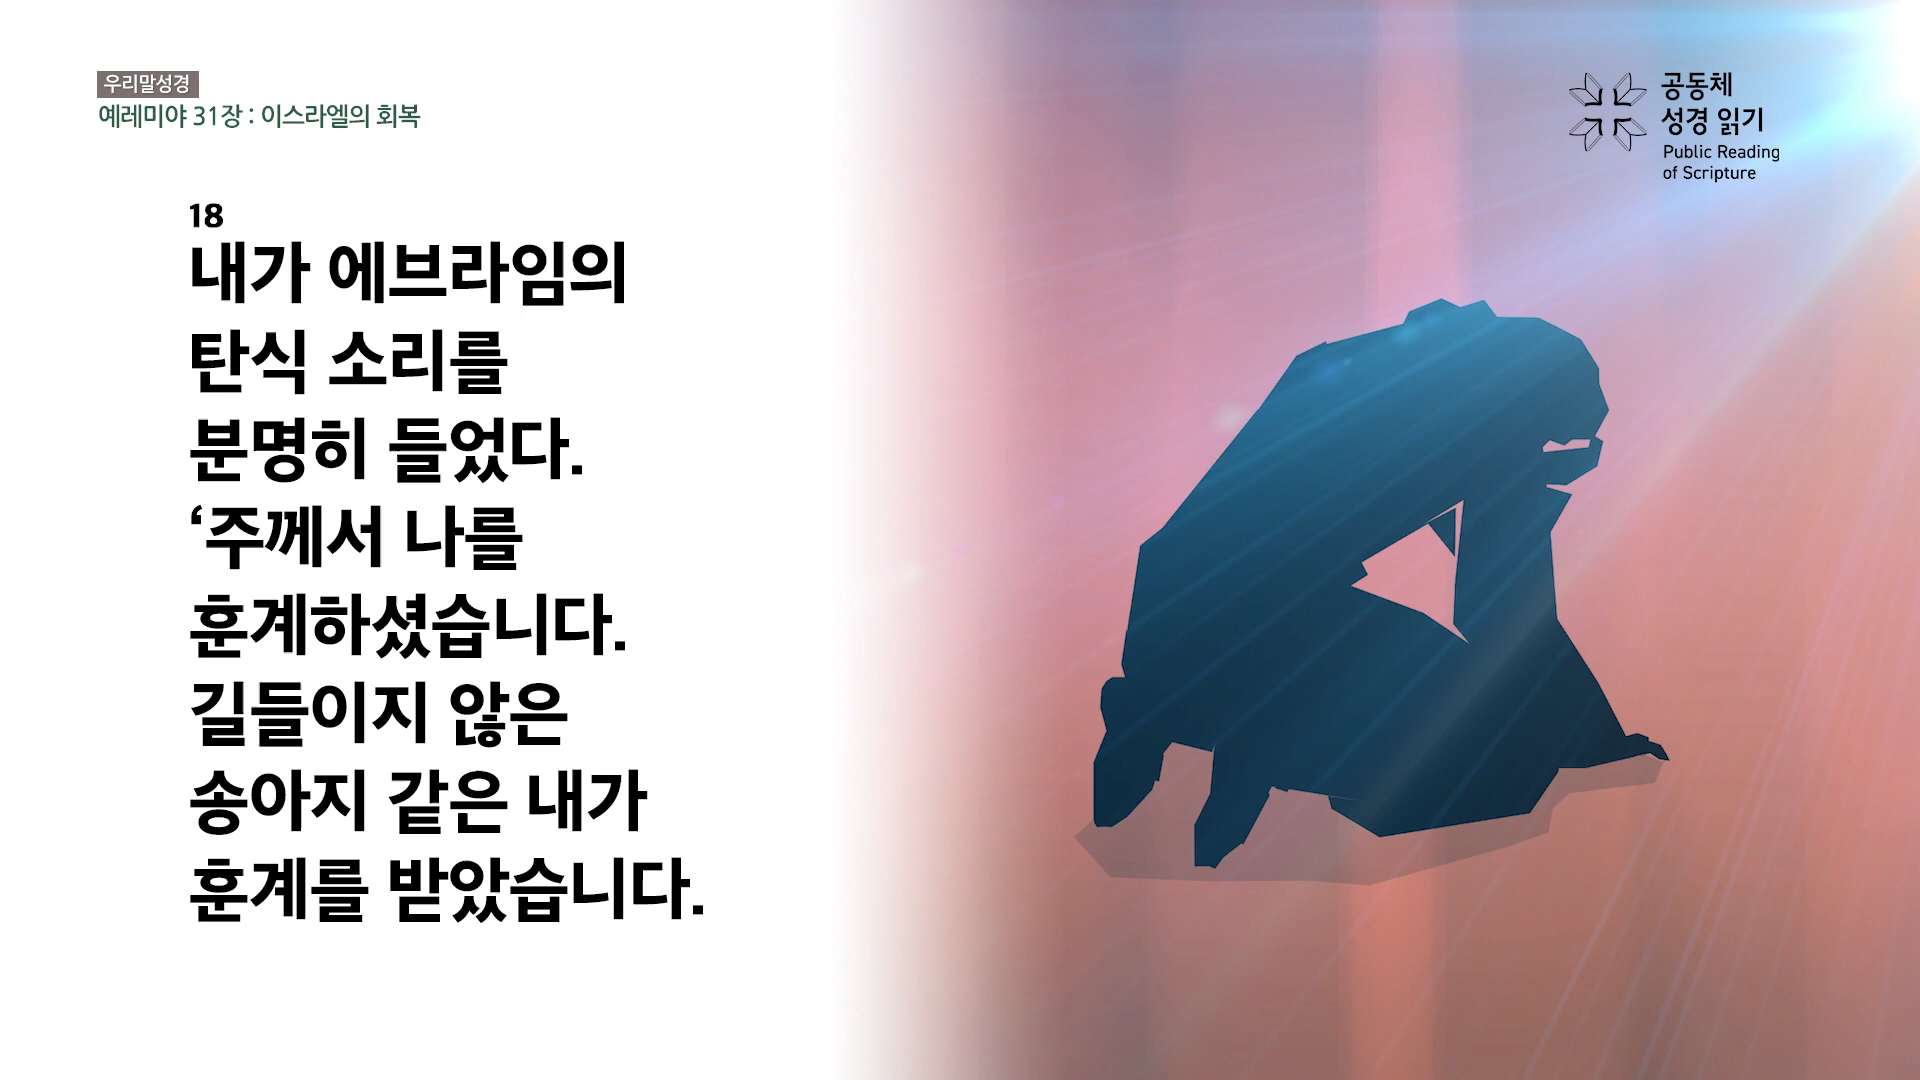 우리말성경
예레미야 31장 : 이스라엘의 회복
공동체
성경 읽기
Public Reading
of Scripture
18
내가 에브라임의
탄식 소리를
분명히 들었다.
‘주께서 나를
훈계하셨습니다.
길들이지 않은
송아지 같은 내가
훈계를 받았습니다.